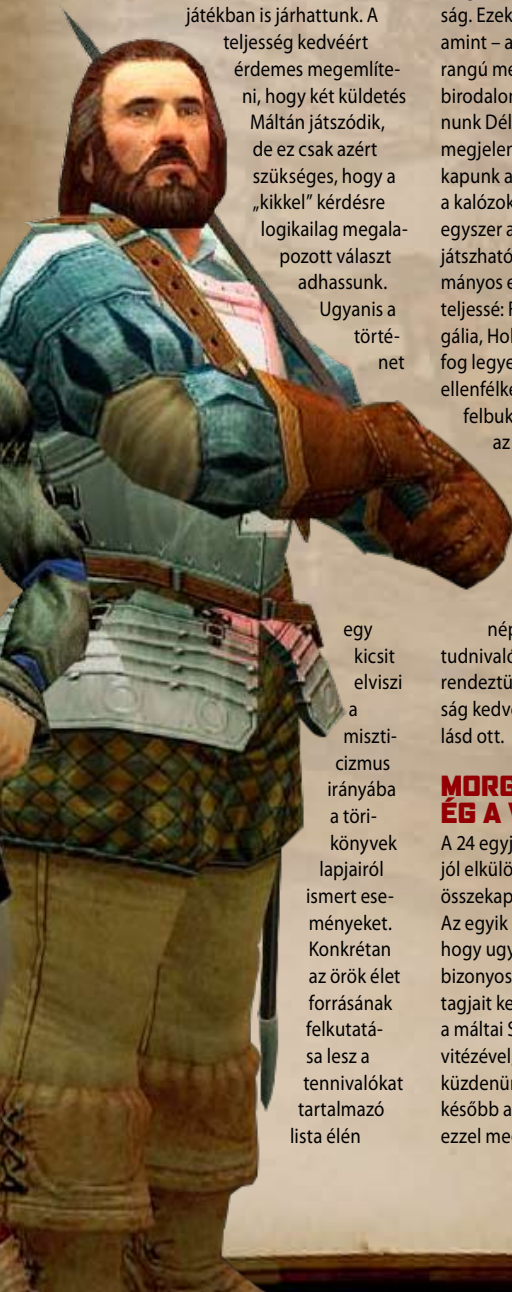 játékban is járhattunk. A
teljesség kedvéért
érdemes megemlíte-
ni, hogy két küldetés
Máltán játszódik,
de ez csak azért
szükséges, hogy a
„kikkel” kérdésre
logikailag megala-
pozott választ
adhassunk.
Ugyanis a
törté-
net
egy
kicsit
elviszi
a
miszti-
cizmus
irányába
a töri-
könyvek
lapjairól
ismert ese-
ményeket.
Konkrétan
az örök élet
forrásának
felkutatá-
sa lesz a
tennivalókat
tartalmazó
lista élén
ság. Ezek
amint – a
rangú me
birodalon
nunk Dél
megjelen
kapunk a
a kalózok
egyszer a
játszható
mányos e
teljessé: F
gália, Hol
fog legye
ellenfélke
felbuk
az
nép
tudnivaló
rendeztü
ság kedve
lásd ott.
MORG
ÉG A V
A 24 egyj
jól elkülö
összekap
Az egyik
hogy ugy
bizonyos
tagjait ke
a máltai S
vitézével
küzdenün
később a
ezzel me